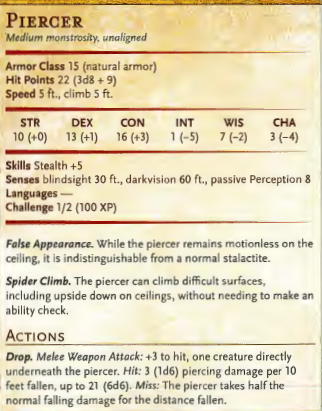 PIERCER
Medium monstrosity, unaligned
Armor Class 15 (natural armor)
Hit Points 22 (3d8 + 9)
Speed 5 ft., climb 5 ft.
STR DEX CON INT WIS CHA
10 (+0) 13 (+1) 16 (+3) 1 (−5) 7 (−2) 3 (−4)
Skills Stealth +5
Senses blindsight 30 ft., darkvision 60 ft., passive Perception 8
Languages —
Challenge 1/2 (100 XP)
False Appearance. While the piercer remains motionless on the
ceiling, it is indistinguishable from a normal stalactite.
Spider Climb. The piercer can climb difficult surfaces,
including upside down on ceilings, without needing to make an
ability check.
ACTIONS
Drop. Melee Weapon Attack: +3 to hit, one creature directly
underneath the piercer. Hit: 3 (1d6) piercing damage per 10
feet fallen, up to 21 (6d6). Miss: The piercer takes half the
normal falling damage for the distance fallen.